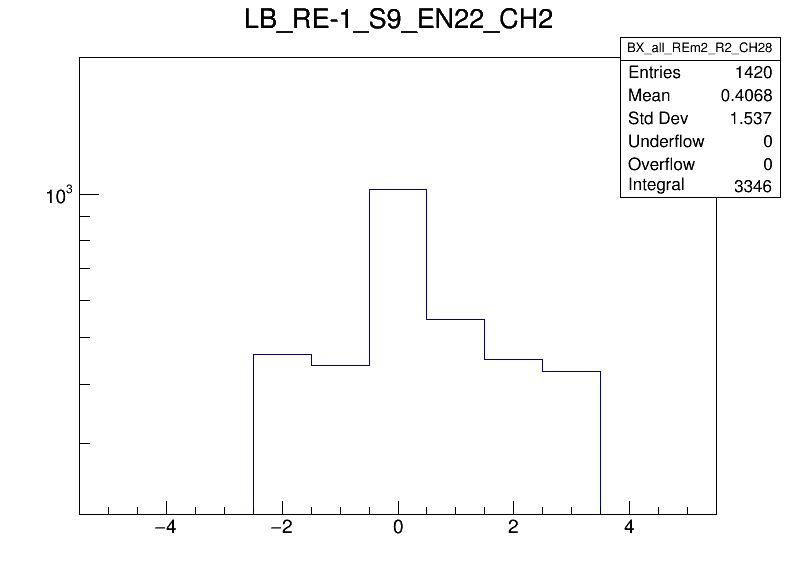 LB_RE-1_S9_EN22_CH2
BX_all_REm2_R2_CH28
Entries 1420
Mean 0.4068
Std Dev 1.537
Underflow 0
Overflow 0
Integral 3346
10³
−4 −2 0 2 4